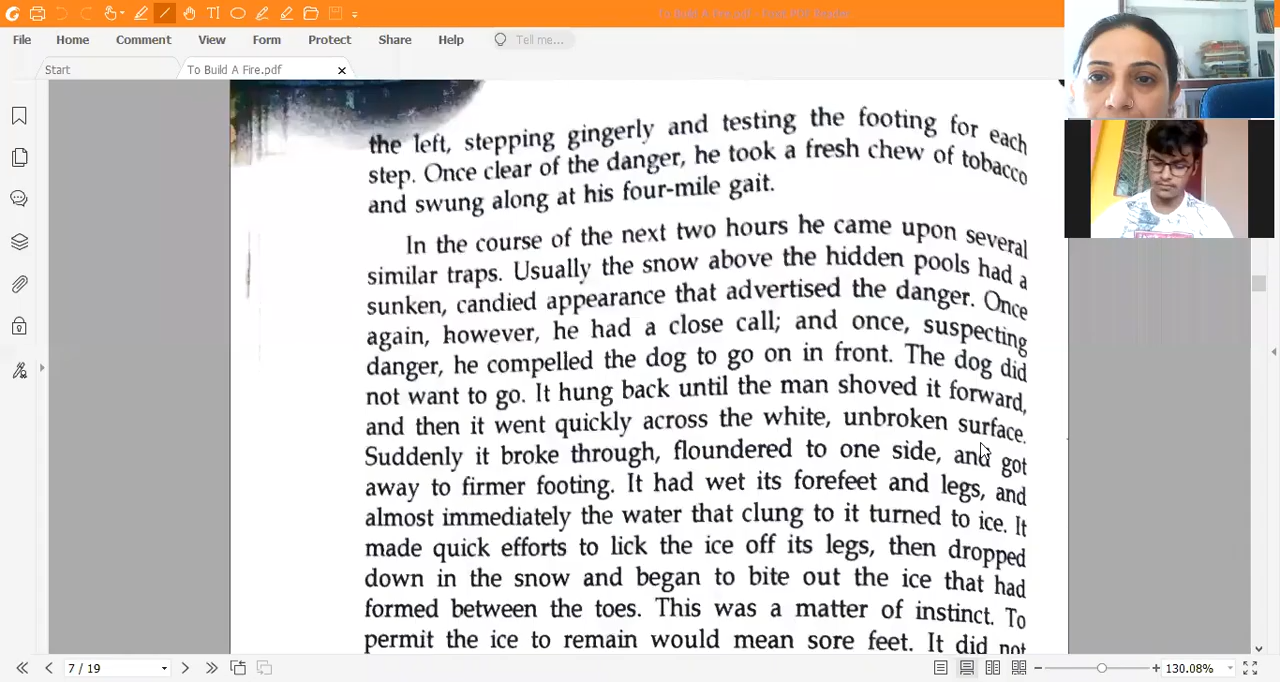 To Build A Fire.pdf - Foxit PDF Reader
File Home Comment View Form Protect Share Help Tell me...
Start To Build A Fire.pdf
the left, stepping gingerly and testing the footing for each
step. Once clear of the danger, he took a fresh chew of tobacco
and swung along at his four-mile gait.
In the course of the next two hours he came upon several
similar traps. Usually the snow above the hidden pools had a
sunken, candied appearance that advertised the danger. Once
again, however, he had a close call; and once, suspecting
danger, he compelled the dog to go on in front. The dog did
not want to go. It hung back until the man shoved it forward,
and then it went quickly across the white, unbroken surface.
Suddenly it broke through, floundered to one side, and got
away to firmer footing. It had wet its forefeet and legs, and
almost immediately the water that clung to it turned to ice. It
made quick efforts to lick the ice off its legs, then dropped
down in the snow and began to bite out the ice that had
formed between the toes. This was a matter of instinct. To
permit the ice to remain would mean sore feet. It did not
7 / 19 130.08%